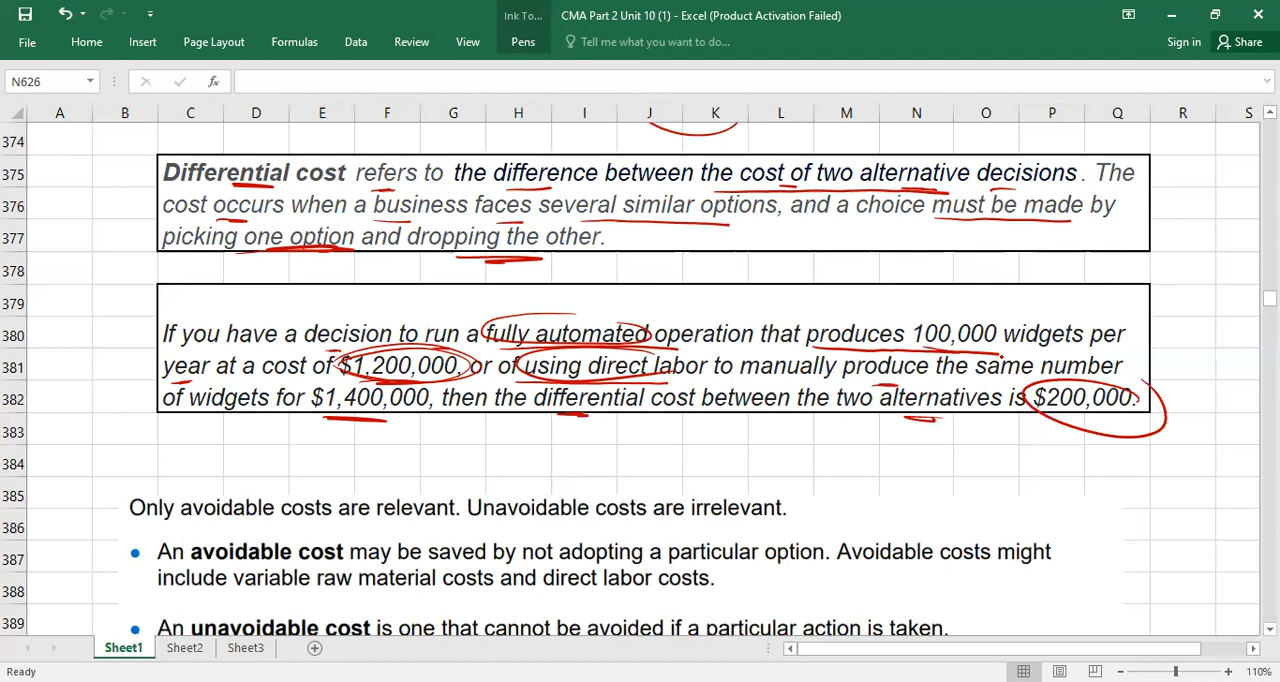 Ink To...
CMA Part 2 Unit 10 (1) - Excel (Product Activation Failed)
File Home Insert Page Layout Formulas Data Review View Pens Tell me what you want to do... Sign in Share
N626 fx
A B C D E F G H I J K L M N O P Q R S
374
375 Differential cost refers to the difference between the cost of two alternative decisions. The
376 cost occurs when a business faces several similar options, and a choice must be made by
377 picking one option and dropping the other.
378
379
380 If you have a decision to run a fully automated operation that produces 100,000 widgets per
381 year at a cost of $1,200,000, or of using direct labor to manually produce the same number
382 of widgets for $1,400,000, then the differential cost between the two alternatives is $200,000.
383
384
385 Only avoidable costs are relevant. Unavoidable costs are irrelevant.
386
387 • An avoidable cost may be saved by not adopting a particular option. Avoidable costs might
388 include variable raw material costs and direct labor costs.
389 • An unavoidable cost is one that cannot be avoided if a particular action is taken.
Sheet1 Sheet2 Sheet3
Ready 110%